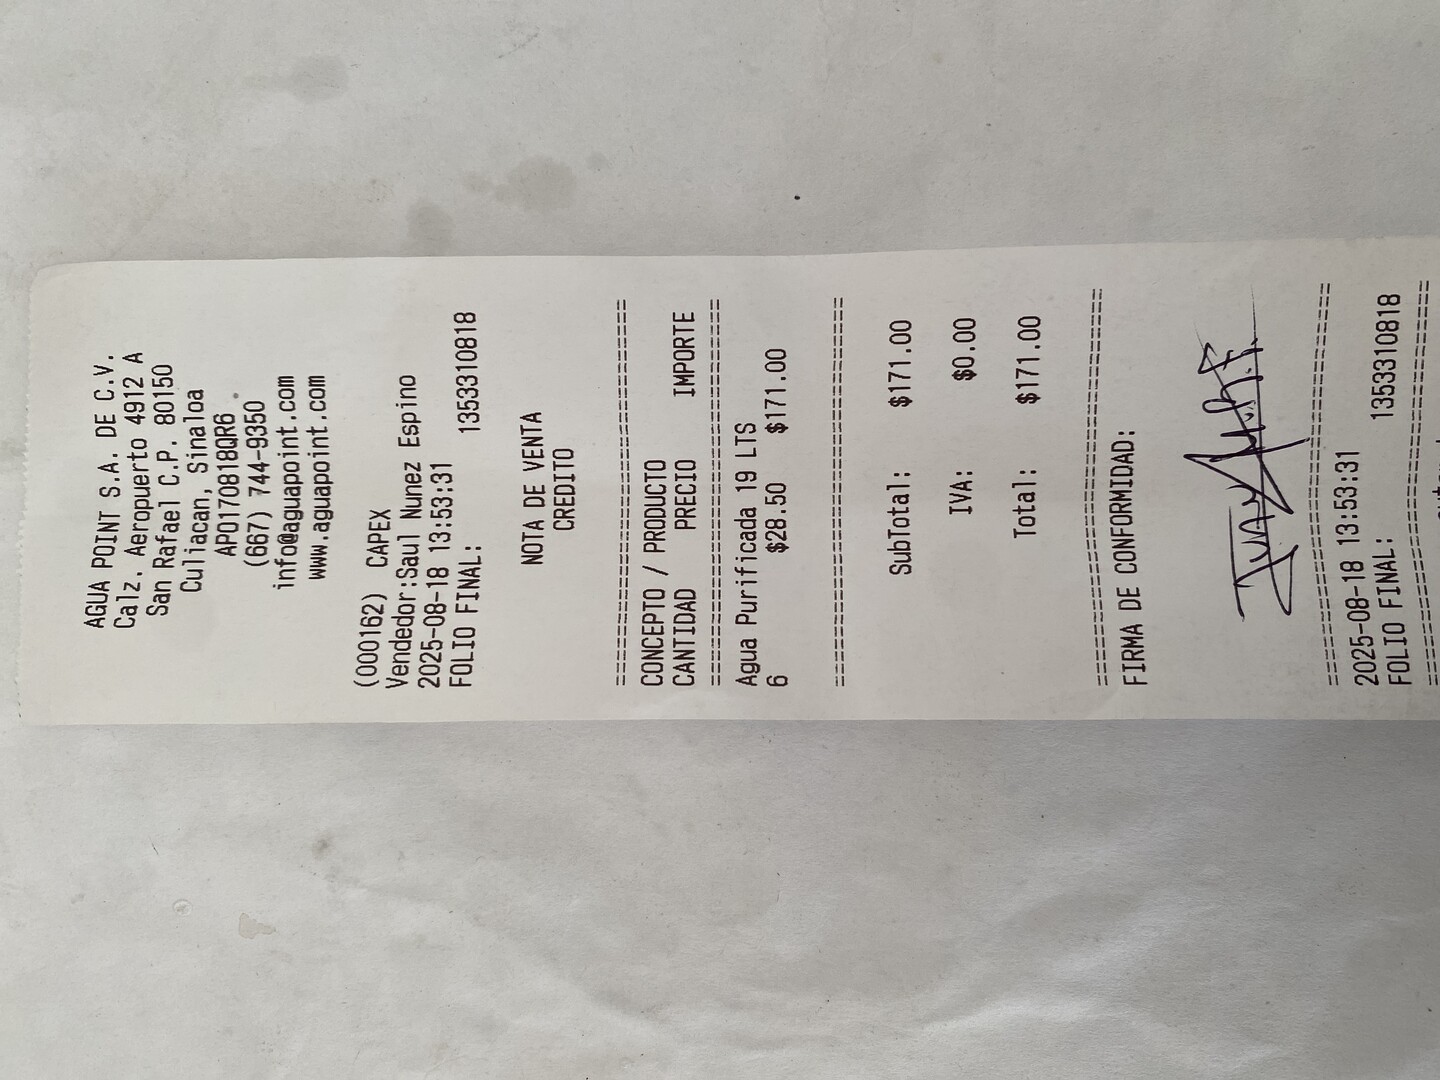 AGUA POINT S.A. DE C.V.
Calz. Aeropuerto 4912 A
San Rafael C.P. 80150
Culiacan, Sinaloa
APO170818QR6
(667) 744-9350
info@aguapoint.com
www.aguapoint.com
(000162) CAPEX
Vendedor:Saul Nunez Espino
2025-08-18 13:53:31
FOLIO FINAL: 1353310818
NOTA DE VENTA
CREDITO
CONCEPTO / PRODUCTO
CANTIDAD PRECIO IMPORTE
Agua Purificada 19 LTS
6 $28.50 $171.00
SubTotal: $171.00
IVA: $0.00
Total: $171.00
FIRMA DE CONFORMIDAD:
2025-08-18 13:53:31
FOLIO FINAL: 1353310818